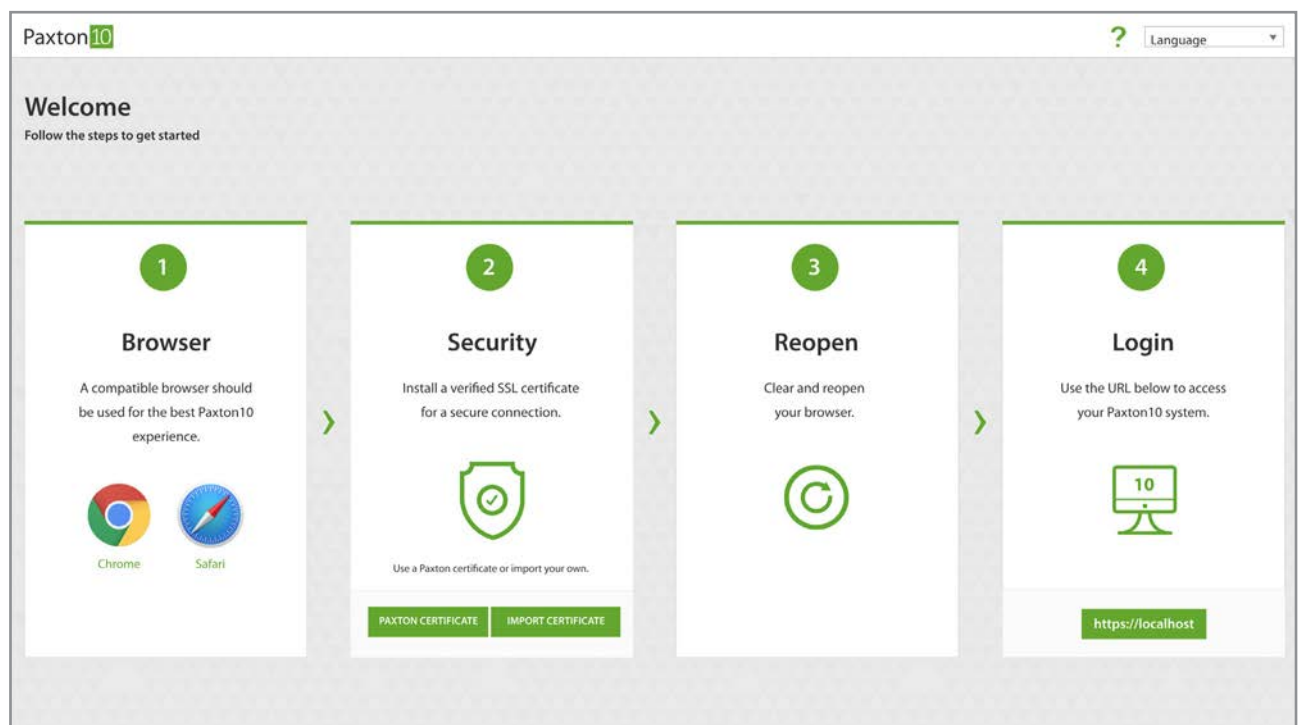 Paxton10
? Language
Welcome
Follow the steps to get started
1
Browser
A compatible browser should
be used for the best Paxton10
experience.
Chrome Safari
2
Security
Install a verified SSL certificate
for a secure connection.
Use a Paxton certificate or import your own.
PAXTON CERTIFICATE IMPORT CERTIFICATE
3
Reopen
Clear and reopen
your browser.
4
Login
Use the URL below to access
your Paxton10 system.
10
https://localhost